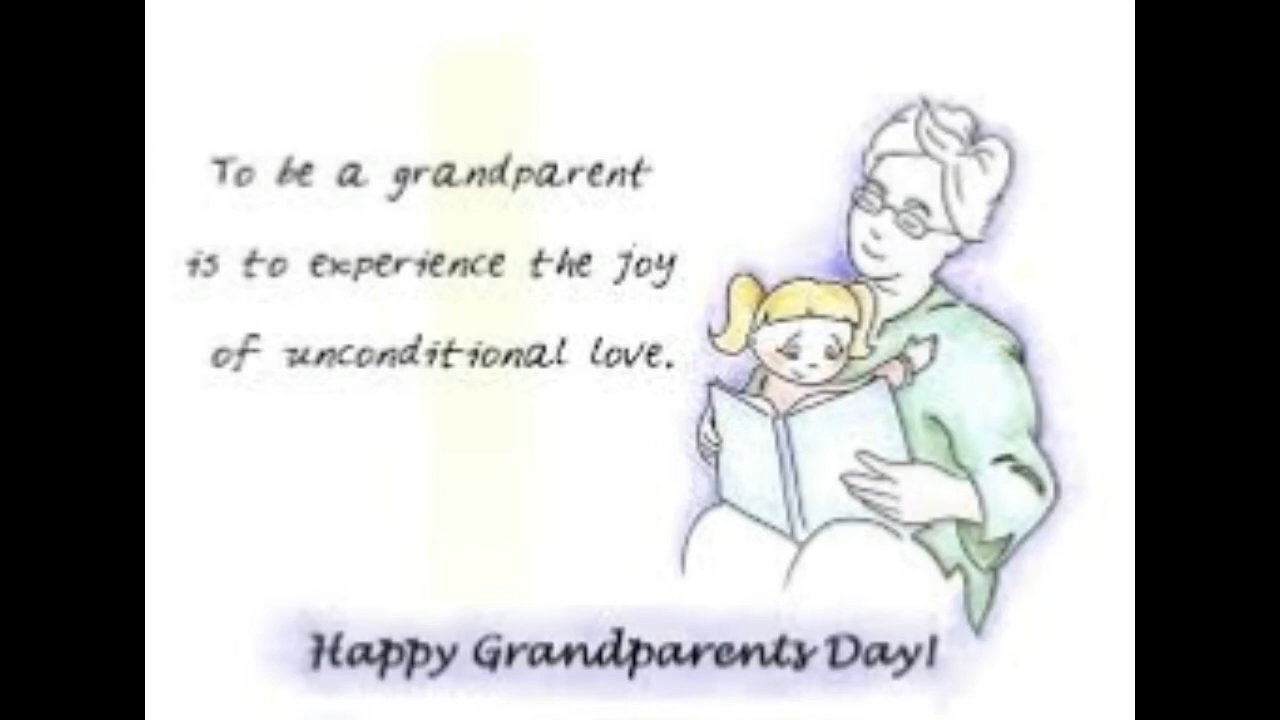 To be a grandparent
is to experience the joy
of unconditional love.
Happy Grandparents Day!